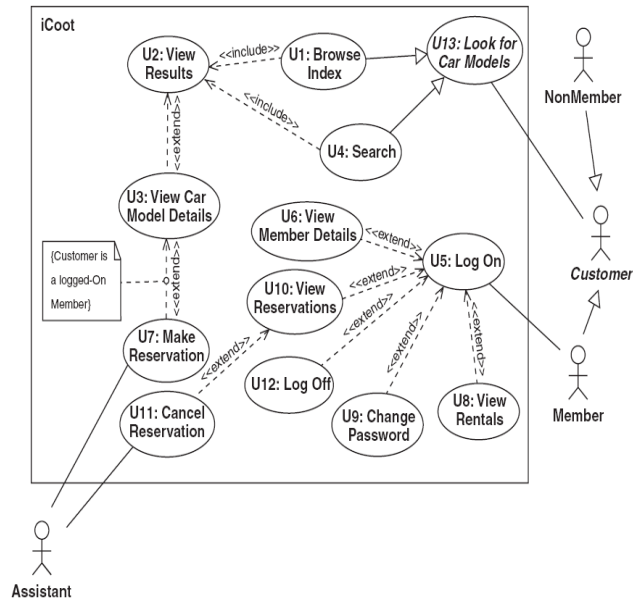 iCoot
U2: View
Results
<<include>>
U1: Browse
Index
U13: Look for
Car Models
NonMember
<<include>>
<<extend>>
U4: Search
U3: View Car
Model Details
U6: View
Member Details
<<extend>>
U5: Log On
Customer
{Customer is
a logged-On
Member}
<<extend>>
U10: View
Reservations
<<extend>>
<<extend>>
U7: Make
Reservation
<<extend>>
<<extend>>
<<extend>>
U12: Log Off
U11: Cancel
Reservation
U9: Change
Password
U8: View
Rentals
Member
Assistant